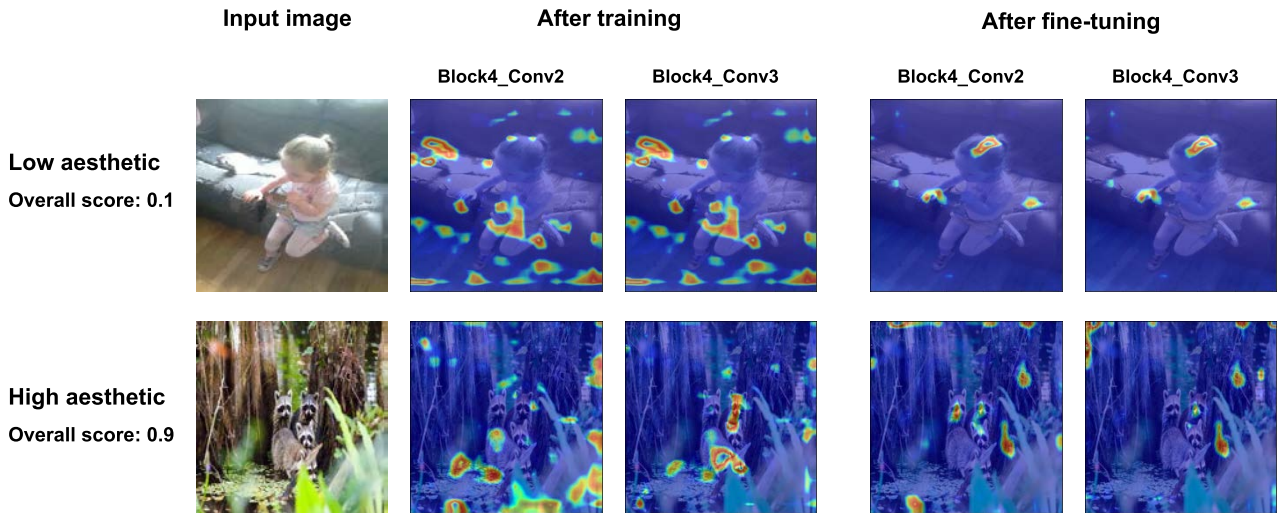 Input image
After training
After fine-tuning
Block4_Conv2
Block4_Conv3
Block4_Conv2
Block4_Conv3
Low aesthetic
Overall score: 0.1
High aesthetic
Overall score: 0.9